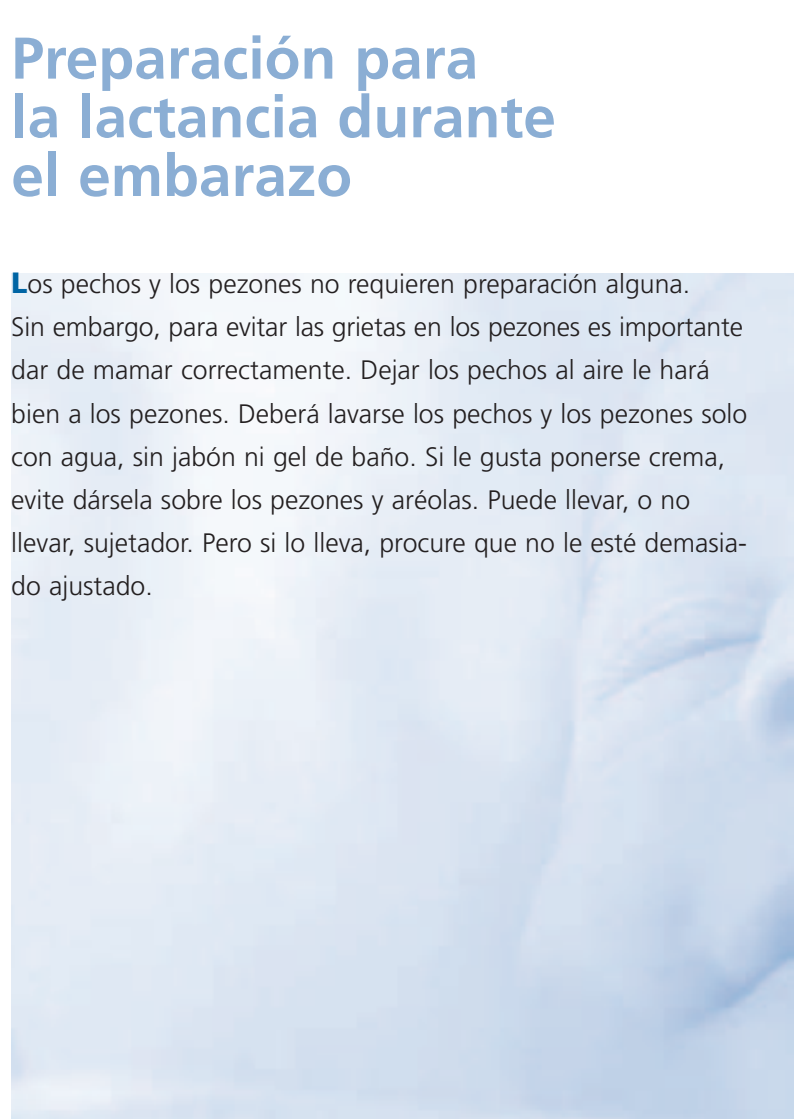 Preparación para
la lactancia durante
el embarazo
Los pechos y los pezones no requieren preparación alguna.
Sin embargo, para evitar las grietas en los pezones es importante
dar de mamar correctamente. Dejar los pechos al aire le hará
bien a los pezones. Deberá lavarse los pechos y los pezones solo
con agua, sin jabón ni gel de baño. Si le gusta ponerse crema,
evite dársela sobre los pezones y aréolas. Puede llevar, o no
llevar, sujetador. Pero si lo lleva, procure que no le esté demasia-
do ajustado.